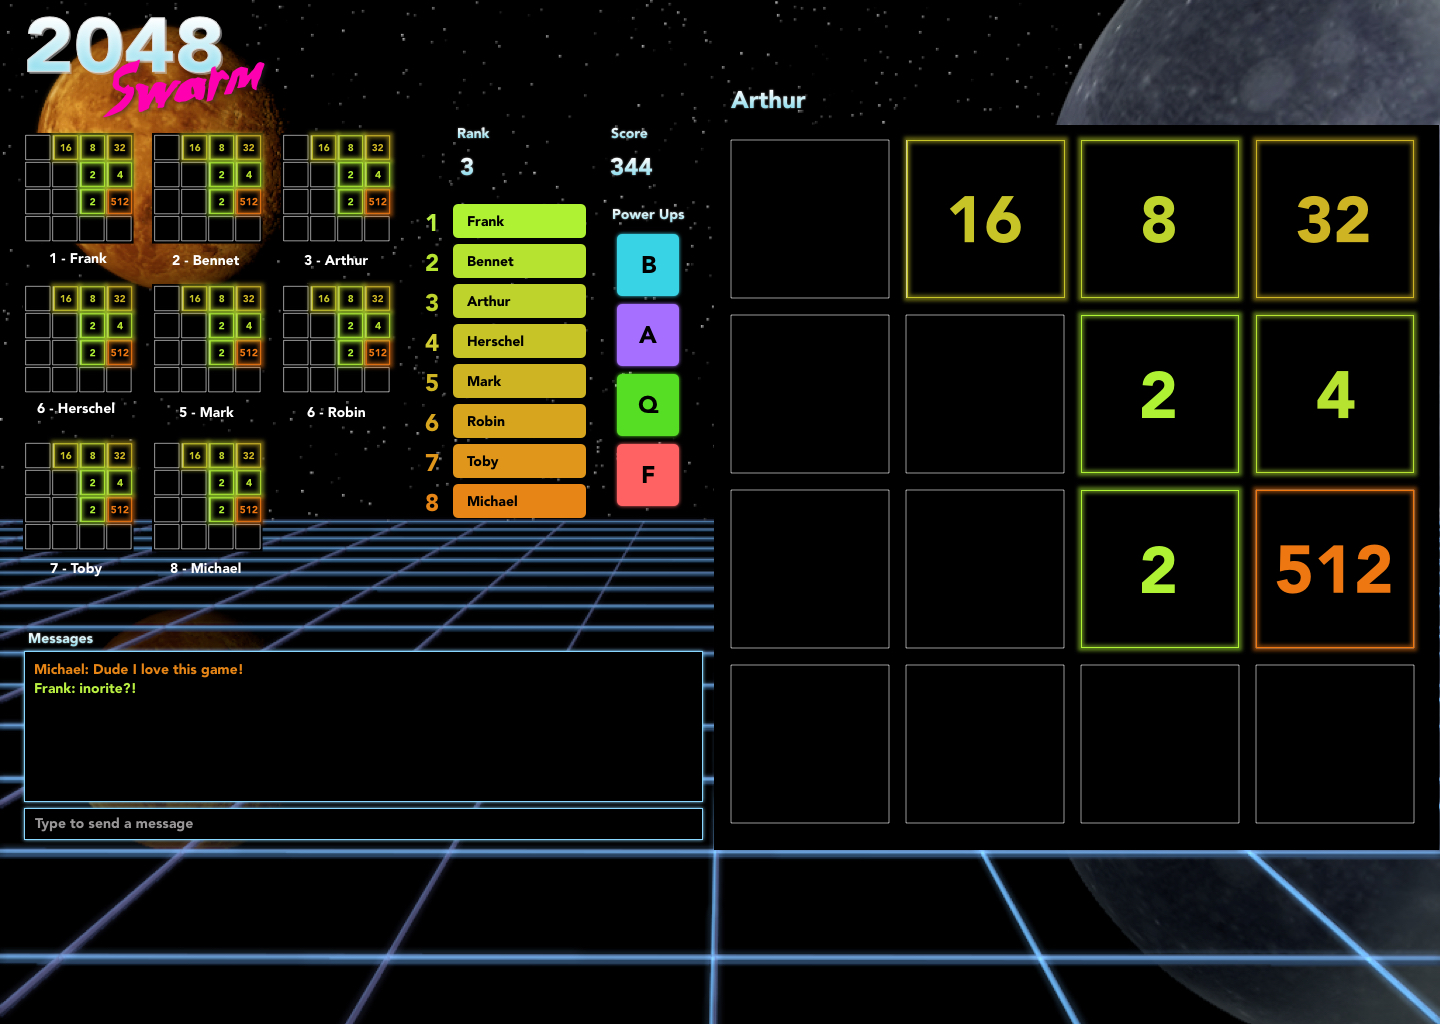 2048
Swarm
16 8 32
2 4
2 512
1 - Frank
16 8 32
2 4
2 512
2 - Bennet
16 8 32
2 4
2 512
3 - Arthur
16 8 32
2 4
2 512
6 - Herschel
16 8 32
2 4
2 512
5 - Mark
16 8 32
2 4
2 512
6 - Robin
16 8 32
2 4
2 512
7 - Toby
16 8 32
2 4
2 512
8 - Michael
Rank
3
Score
344
1 Frank
2 Bennet
3 Arthur
4 Herschel
5 Mark
6 Robin
7 Toby
8 Michael
Power Ups
B
A
Q
F
Messages
Michael: Dude I love this game!
Frank: inorite?!
Type to send a message
Arthur
16 8 32
2 4
2 512